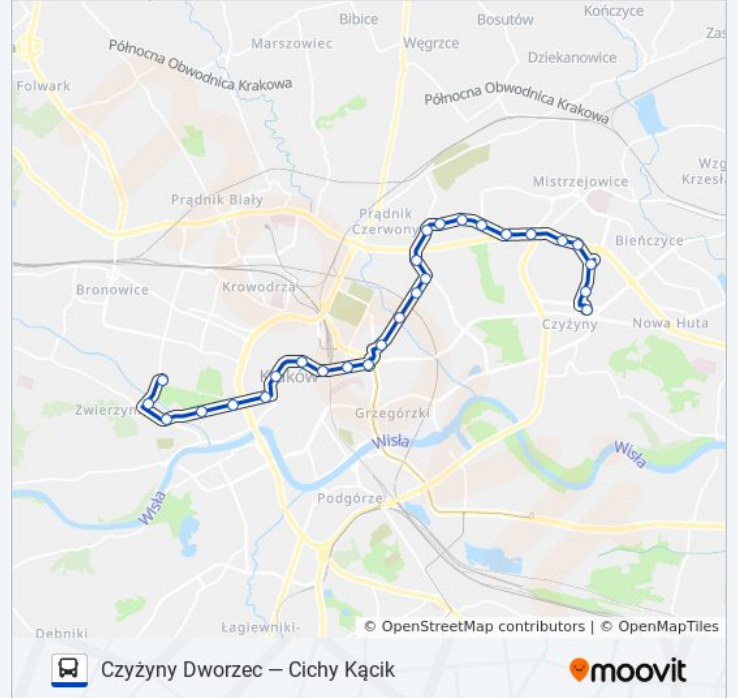 Bibice
Kończyce
Bosutów
Marszowiec
Węgrzce
Zas
Dziekanowice
Północna Obwodnica Krakowa
Folwark
Północna Obwodnica Krakowa
Wzg
Krzesł
Mistrzejowice
Prądnik Biały
Prądnik
Czerwony
Bieńczyce
Bronowice
Krowodrza
Czyżyny
Nowa Huta
Kraków
Zwierzyn
Grzegórzki
Wisła
Wisła
Podgórze
Wisła
Łagiewniki-
Dębniki
© OpenStreetMap contributors | © OpenMapTiles
Czyżyny Dworzec — Cichy Kącik
moovit